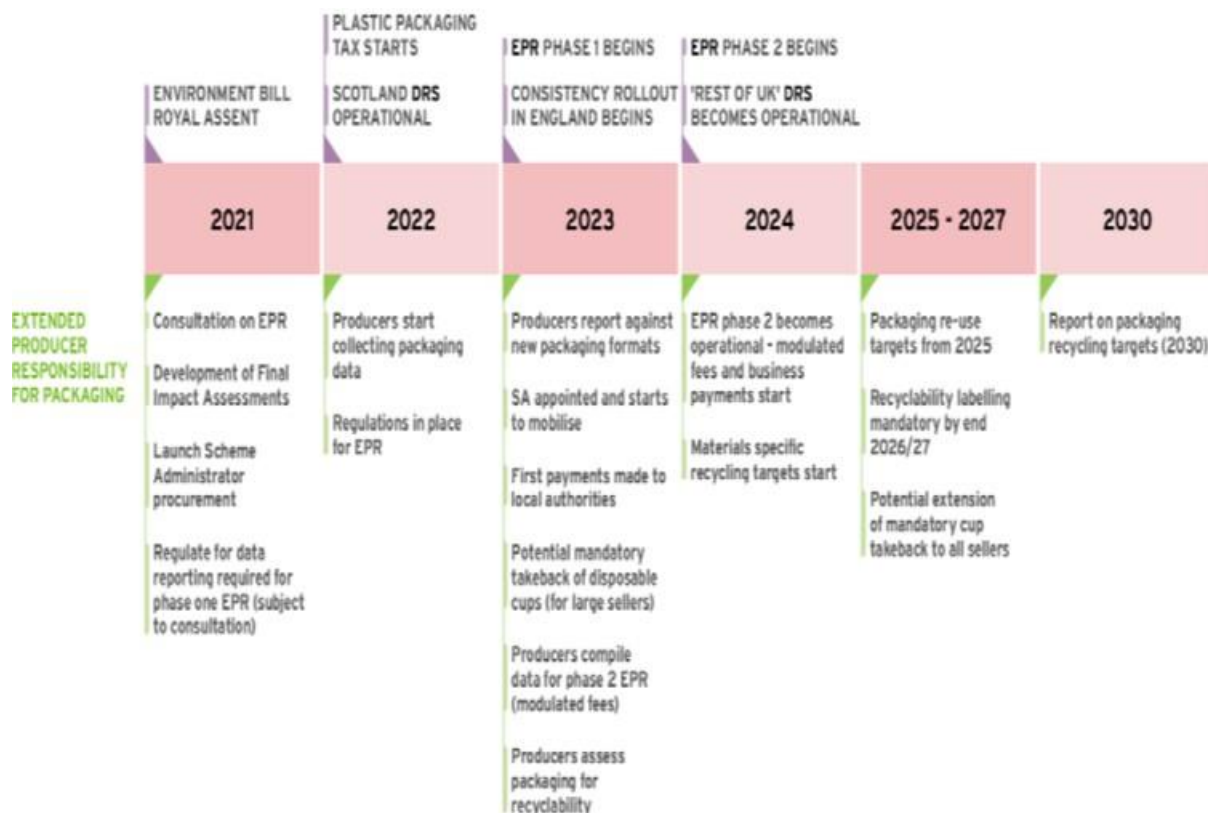 PLASTIC PACKAGING
TAX STARTS
EPR PHASE 1 BEGINS
EPR PHASE 2 BEGINS
ENVIRONMENT BILL
ROYAL ASSENT
SCOTLAND DRS
OPERATIONAL
CONSISTENCY ROLLOUT
IN ENGLAND BEGINS
'REST OF UK' DRS
BECOMES OPERATIONAL
2021
2022
2023
2024
2025 - 2027
2030
EXTENDED
PRODUCER
RESPONSIBILITY
FOR PACKAGING
Consultation on EPR
Development of Final
Impact Assessments
Launch Scheme
Administrator
procurement
Regulate for data
reporting required for
phase one EPR (subject
to consultation)
Producers start
collecting packaging
data
Regulations in place
for EPR
Producers report against
new packaging formats
SA appointed and starts
to mobilise
First payments made to
local authorities
Potential mandatory
takeback of disposable
cups (for large sellers)
Producers compile
data for phase 2 EPR
(modulated fees)
Producers assess
packaging for
recyclability
EPR phase 2 becomes
operational - modulated
fees and business
payments start
Materials specific
recycling targets start
Packaging re-use
targets from 2025
Recyclability labelling
mandatory by end
2026/27
Potential extension
of mandatory cup
takeback to all sellers
Report on packaging
recycling targets (2030)